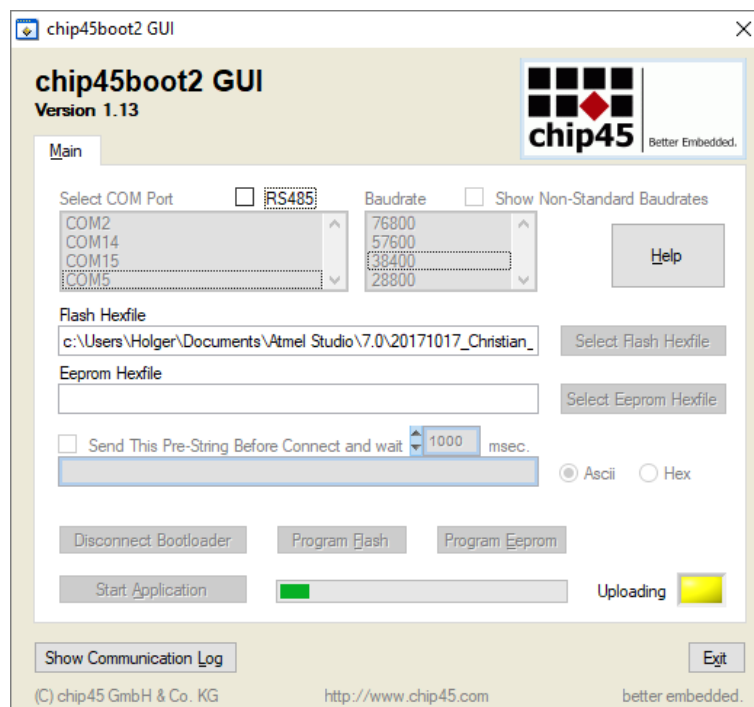 chip45boot2 GUI
chip45boot2 GUI
Version 1.13
chip45
Better Embedded.
Main
Select COM Port
RS485
Baudrate
Show Non-Standard Baudrates
COM2
COM14
COM15
COM5
76800
57600
38400
28800
Help
Flash Hexfile
c:\Users\Holger\Documents\Atmel Studio\7.0\20171017_Christian_
Select Flash Hexfile
Eeprom Hexfile
Select Eeprom Hexfile
Send This Pre-String Before Connect and wait
1000
msec.
Ascii
Hex
Disconnect Bootloader
Program Flash
Program Eeprom
Start Application
Uploading
Show Communication Log
Exit
(C) chip45 GmbH & Co. KG
http://www.chip45.com
better embedded.